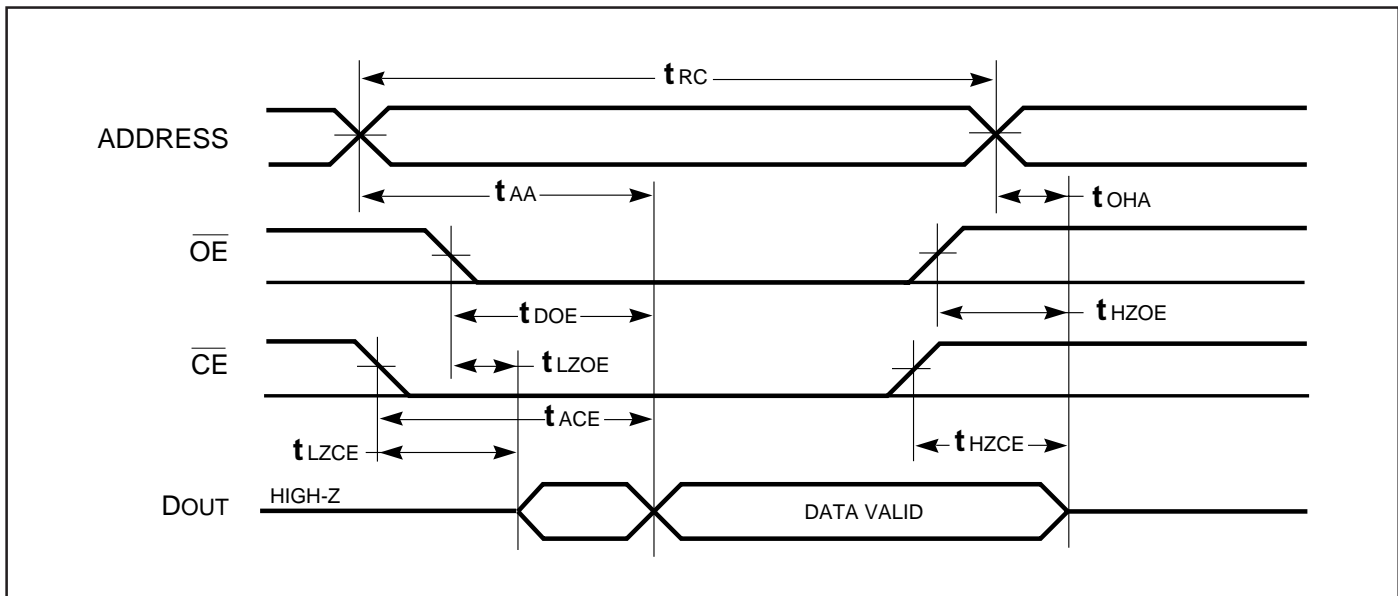 tRC
ADDRESS
tAA
tOHA
OE
tDOE
tHZOE
CE
tLZOE
tACE
tLZCE
tHZCE
DOUT
HIGH-Z
DATA VALID